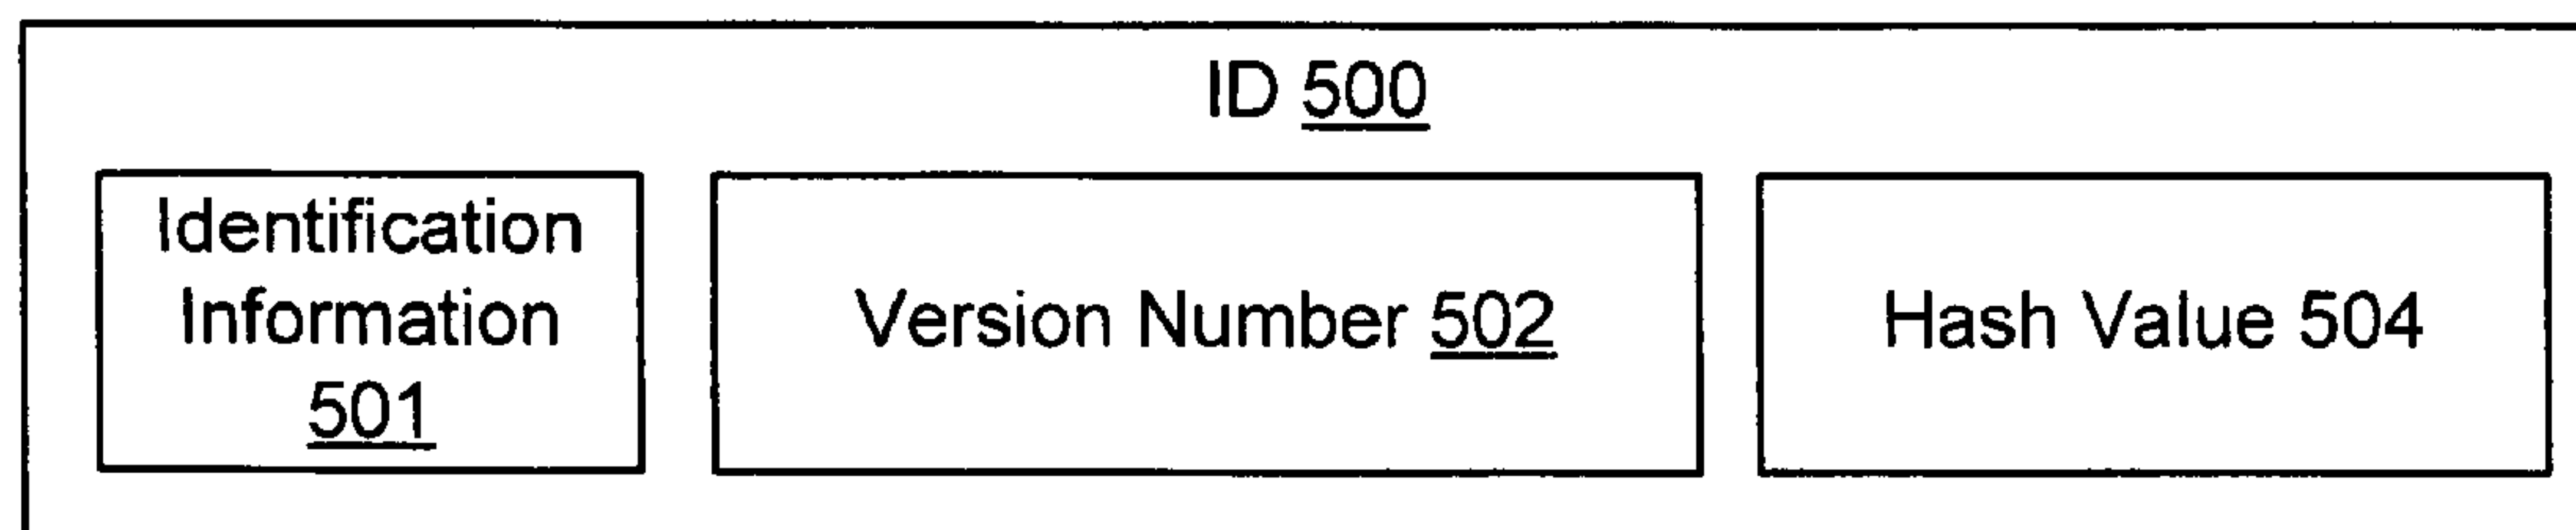 ID 500
Identification
Information
501
Version Number 502
Hash Value 504